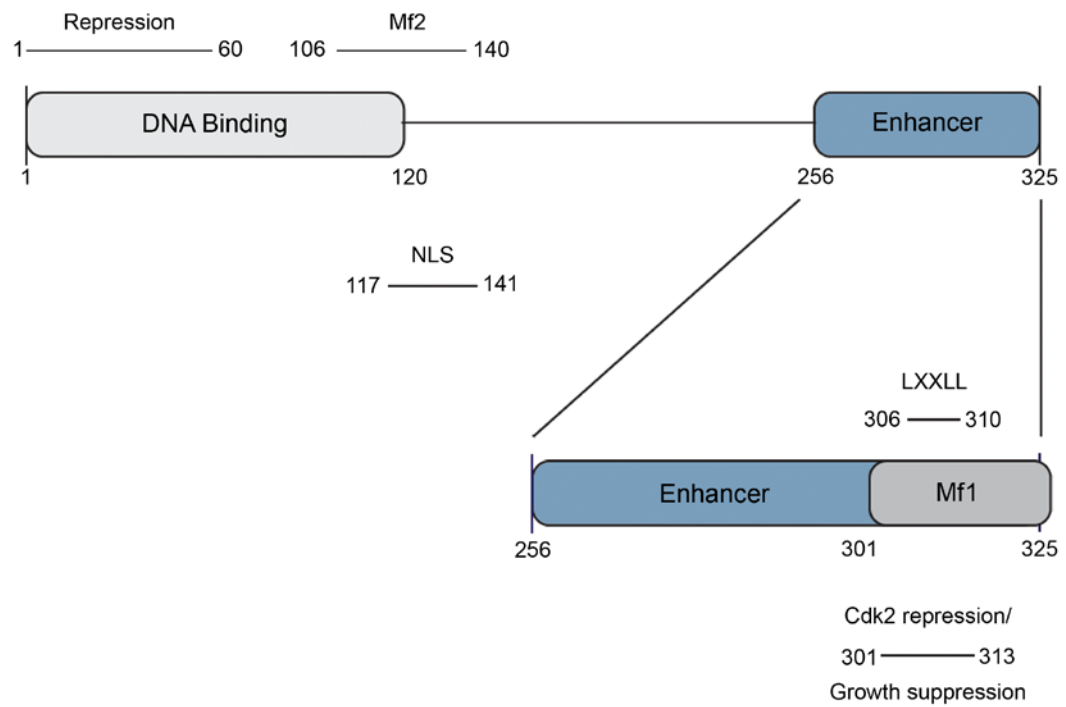 Repression
1 60
Mf2
106 140
DNA Binding
Enhancer
1
120
256
325
NLS
117 141
LXXLL
306 310
Enhancer
Mf1
256
301
325
Cdk2 repression/
301 313
Growth suppression